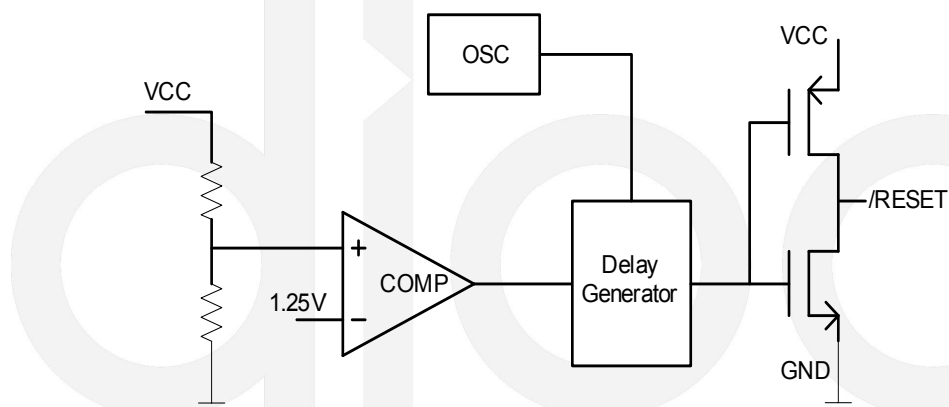 OSC
VCC
VCC
+
COMP
1.25V
−
Delay
Generator
/RESET
GND